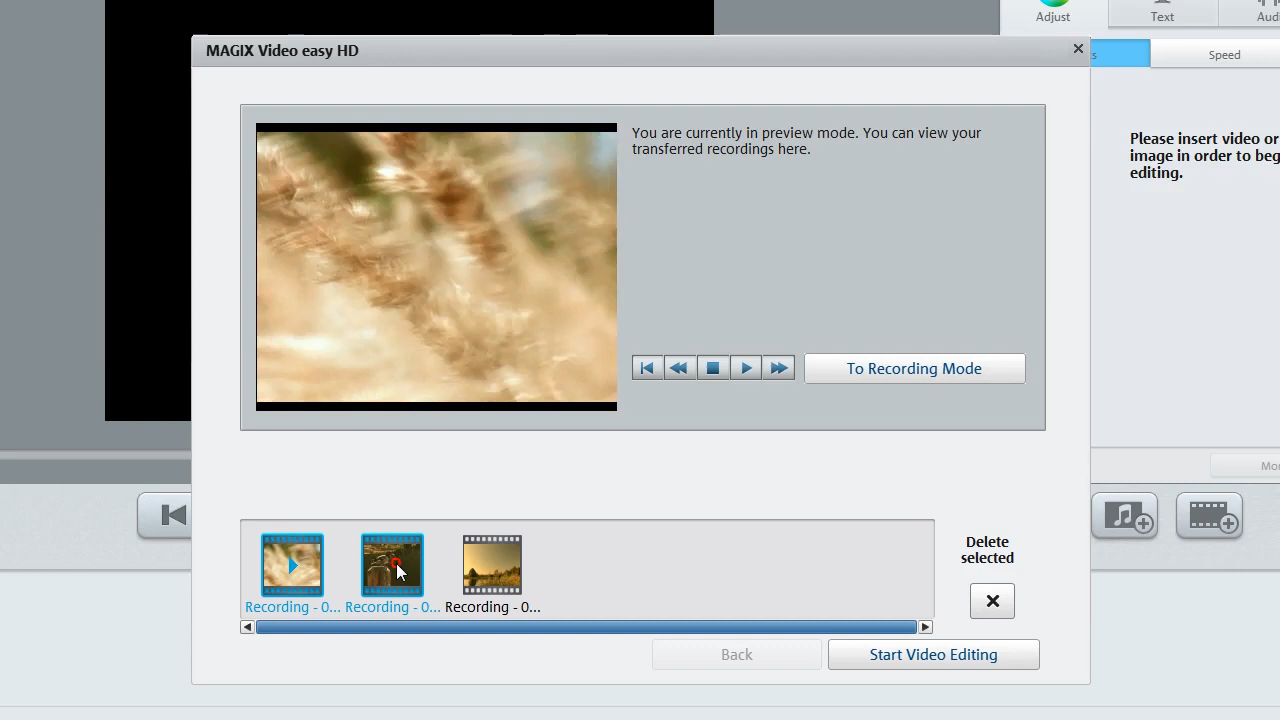 Adjust
Text
MAGIX Video easy HD
Speed
You are currently in preview mode. You can view your
transferred recordings here.
Please insert video or
image in order to beg
editing.
To Recording Mode
Delete
selected
Recording - 0...
Recording - 0...
Recording - 0...
Back
Start Video Editing